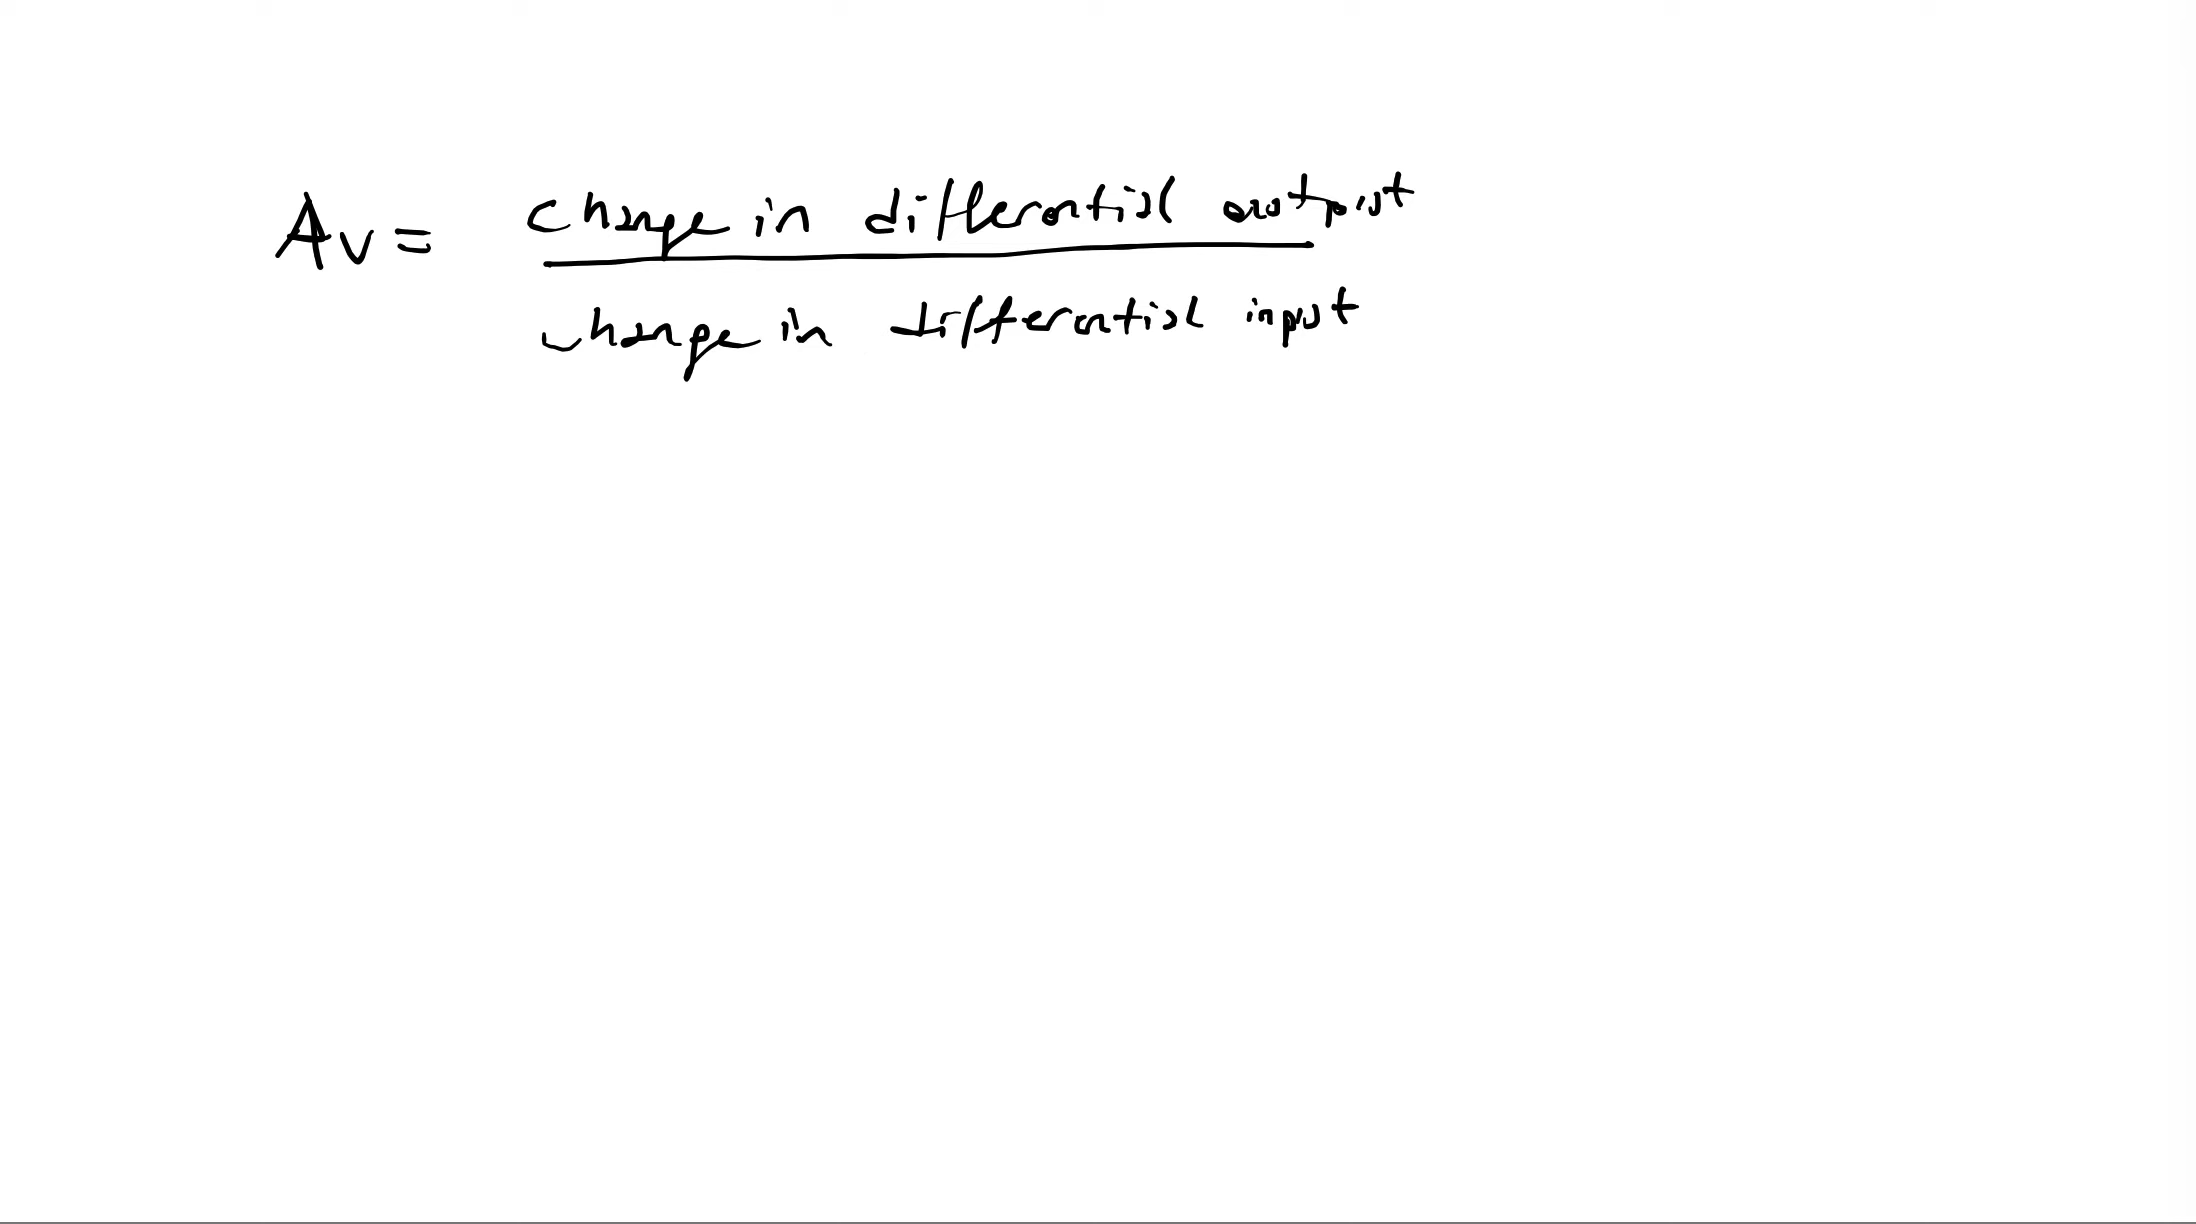 Av = change in differential output
change in differential input